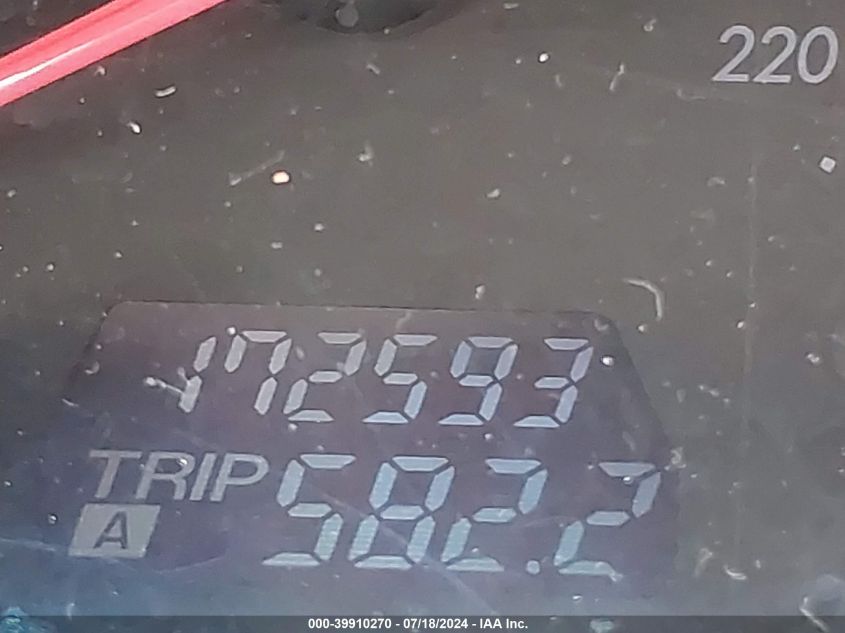 220
172593
TRIP 582.2
A
000-39910270 - 07/18/2024 - IAA Inc.